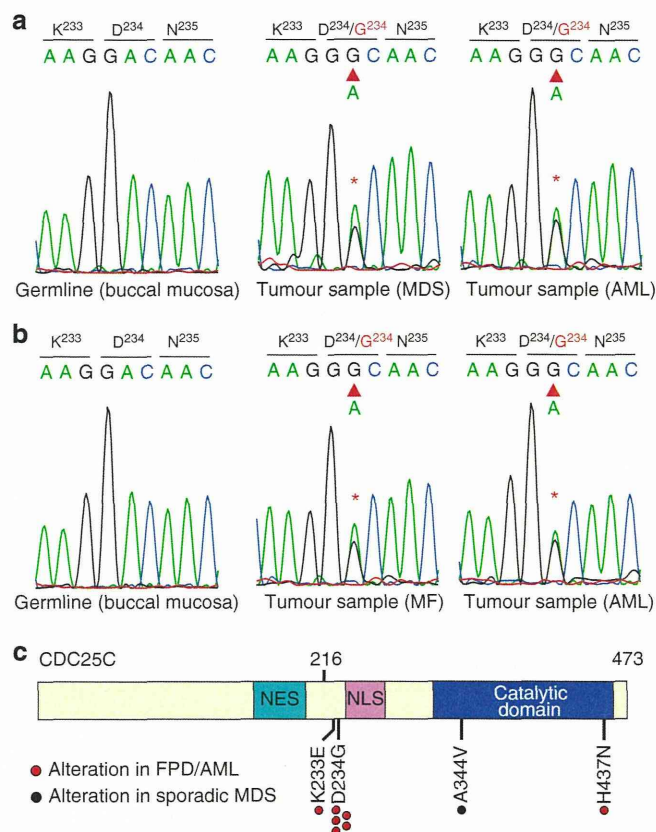 a
K233 D234 N235 K233 D234/G234 N235 K233 D234/G234 N235
A A G G A C A A C A A G G G C A A C A A G G G C A A C
A A
* *
Germline (buccal mucosa) Tumour sample (MDS) Tumour sample (AML)
b
K233 D234 N235 K233 D234/G234 N235 K233 D234/G234 N235
A A G G A C A A C A A G G G C A A C A A G G G C A A C
A A
* *
Germline (buccal mucosa) Tumour sample (MF) Tumour sample (AML)
c
CDC25C 216 473
NES NLS Catalytic domain
Alteration in FPD/AML
Alteration in sporadic MDS
K233E
D234G
A344V
H437N